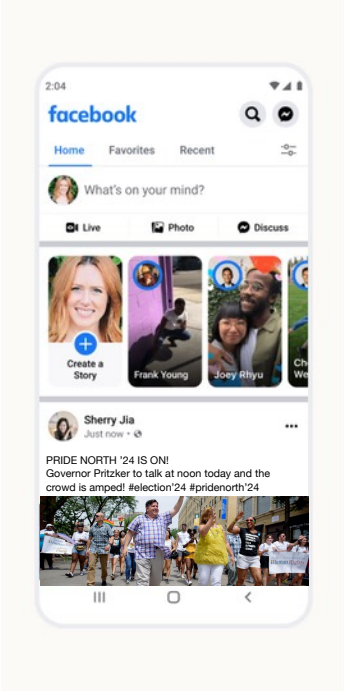 2:04
facebook
Home Favorites Recent
What's on your mind?
Live Photo Discuss
Create a
Story
Frank Young
Joey Rhyu
Ch
We
Sherry Jia
Just now
PRIDE NORTH '24 IS ON!
Governor Pritzker to talk at noon today and the
crowd is amped! #election'24 #pridenorth'24